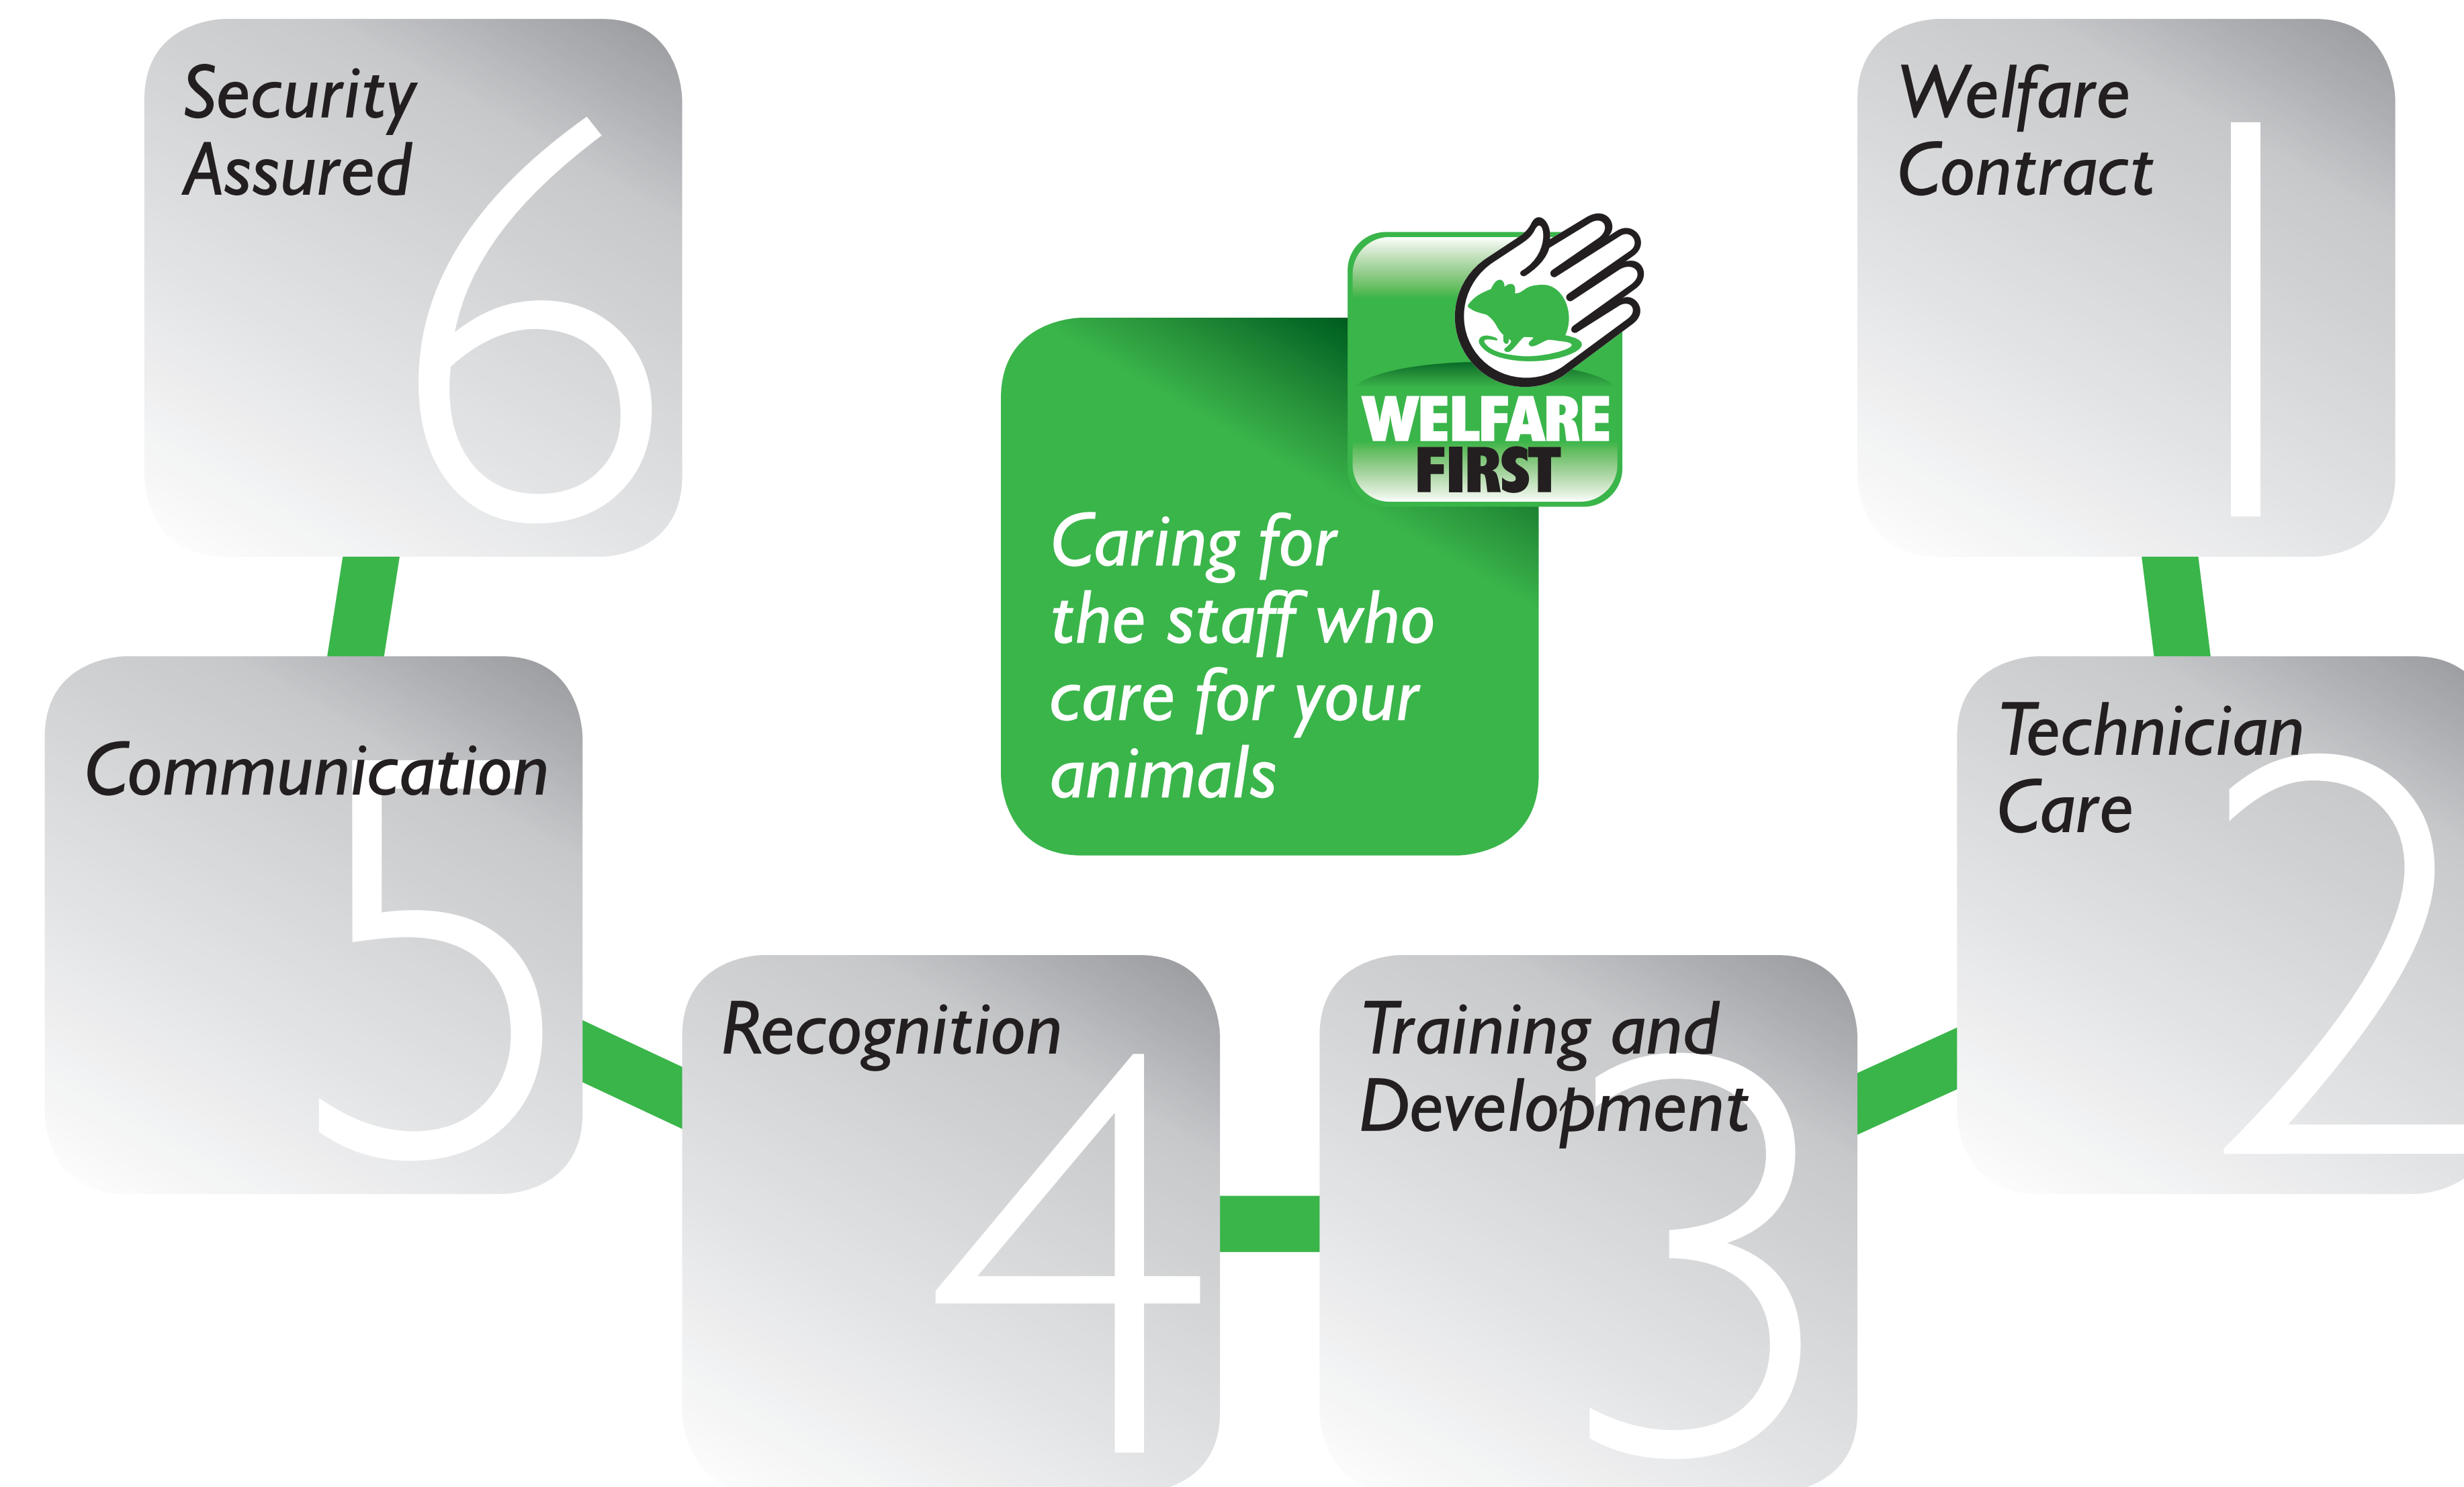 Security
Assured
6
Welfare
Contract
1
WELFARE
FIRST
Caring for
the staff who
care for your
animals
Communication
5
Technician
Care
2
Recognition
4
Training and
Development
3